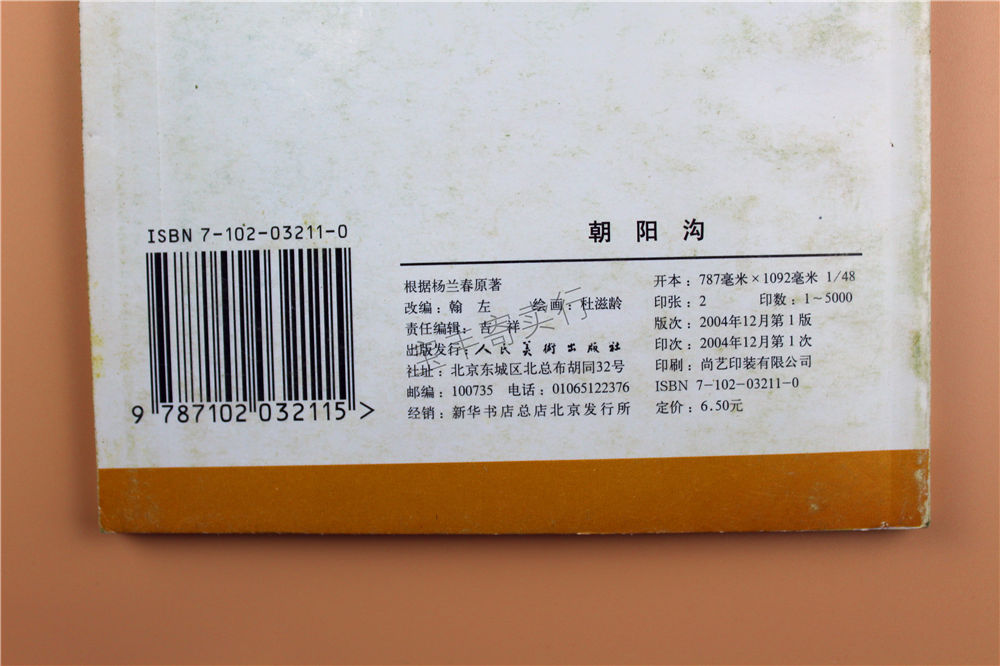 ISBN 7-102-03211-0
9 787102 032115 >
朝阳沟
根据杨兰春原著
改编：翰 左 绘画：杜滋龄
责任编辑：吉 祥
出版发行：人民美術出版社
社址：北京东城区北总布胡同32号
邮编：100735 电话：01065122376
经销：新华书店总店北京发行所
开本：787毫米×1092毫米 1/48
印张：2 印数：1～5000
版次：2004年12月第1版
印次：2004年12月第1次
印刷：尚艺印装有限公司
ISBN 7-102-03211-0
定价：6.50元